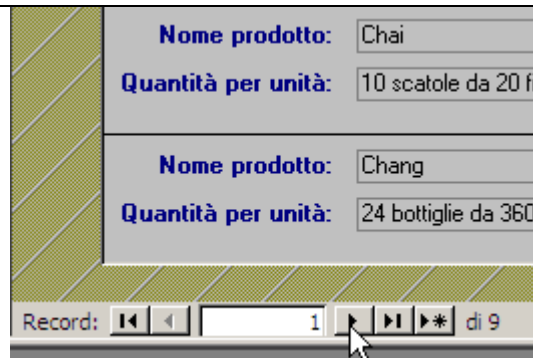 Nome prodotto: Chai
Quantità per unità: 10 scatole da 20
Nome prodotto: Chang
Quantità per unità: 24 bottiglie da 360
Record: 1 di 9